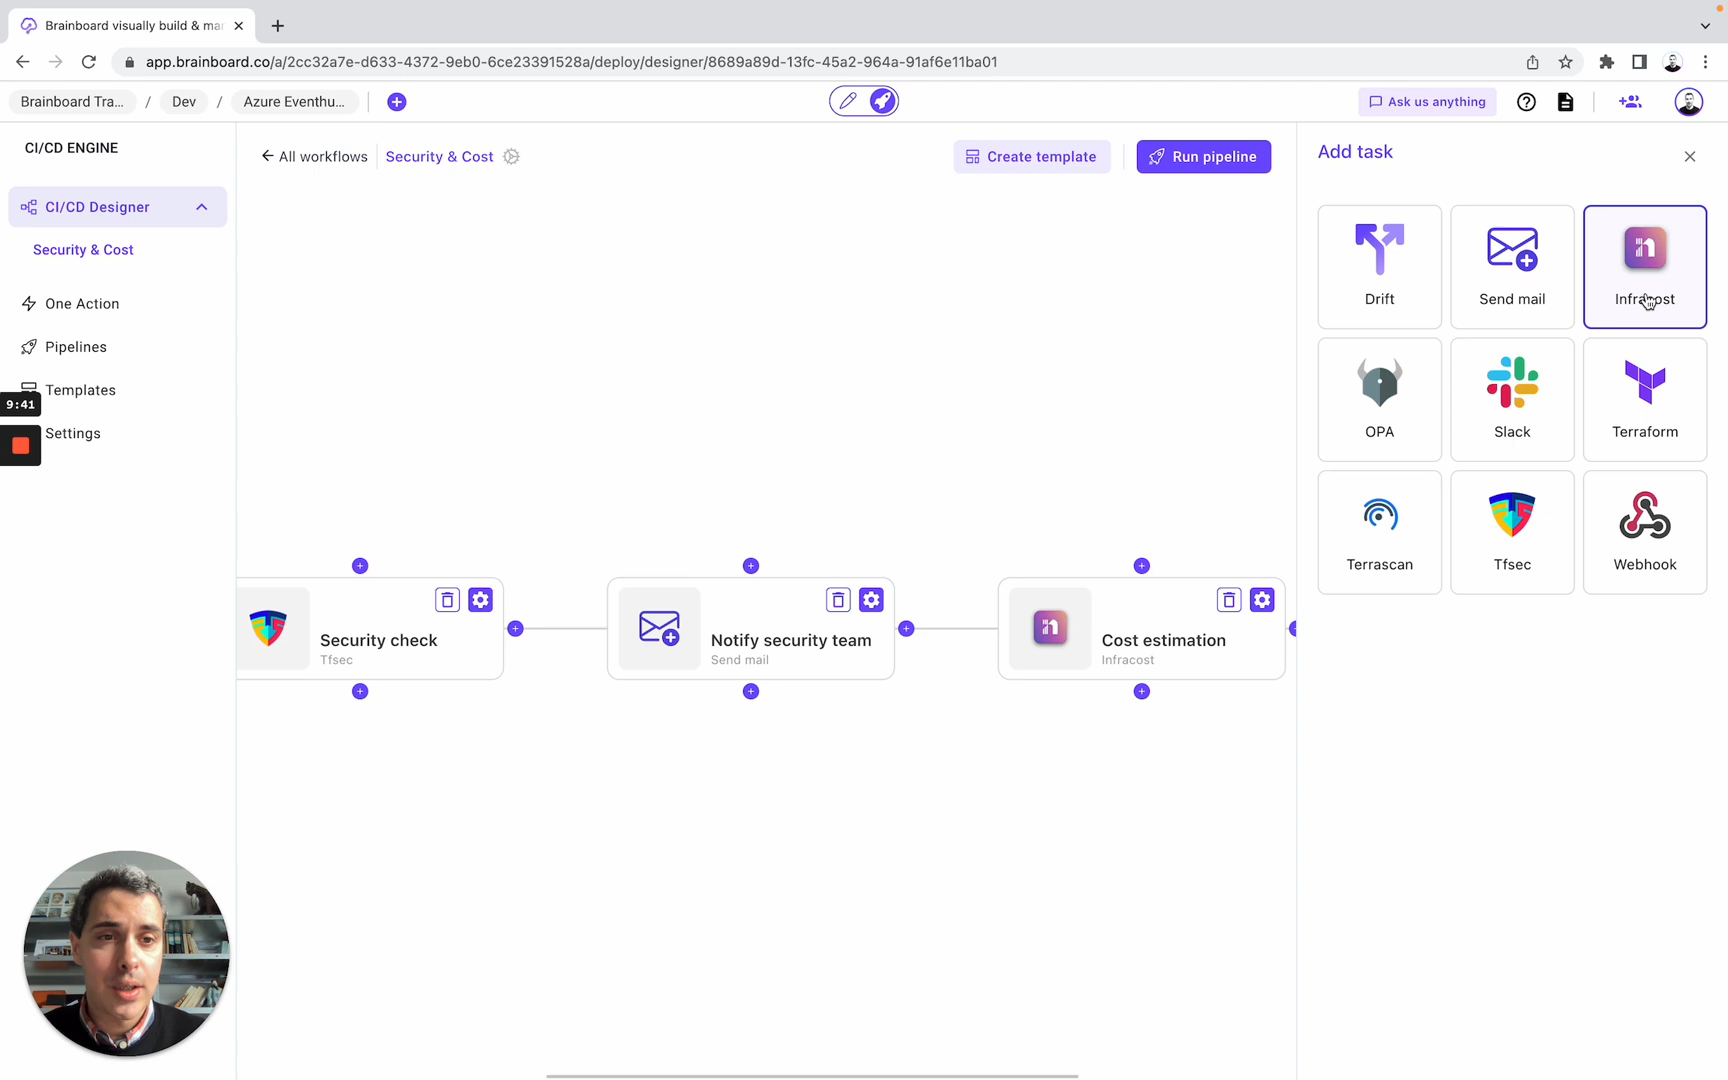 Brainboard visually build & mar
app.brainboard.co/a/2cc32a7e-d633-4372-9eb0-6ce23391528a/deploy/designer/8689a89d-13fc-45a2-964a-91af6e11ba01
Brainboard Tra... / Dev / Azure Eventhu...
Ask us anything
CI/CD ENGINE
CI/CD Designer
Security & Cost
One Action
Pipelines
Templates
9:41
Settings
All workflows
Security & Cost
Create template
Run pipeline
Security check
Tfsec
Notify security team
Send mail
Cost estimation
Infracost
Add task
Drift
Send mail
Infracost
OPA
Slack
Terraform
Terrascan
Tfsec
Webhook